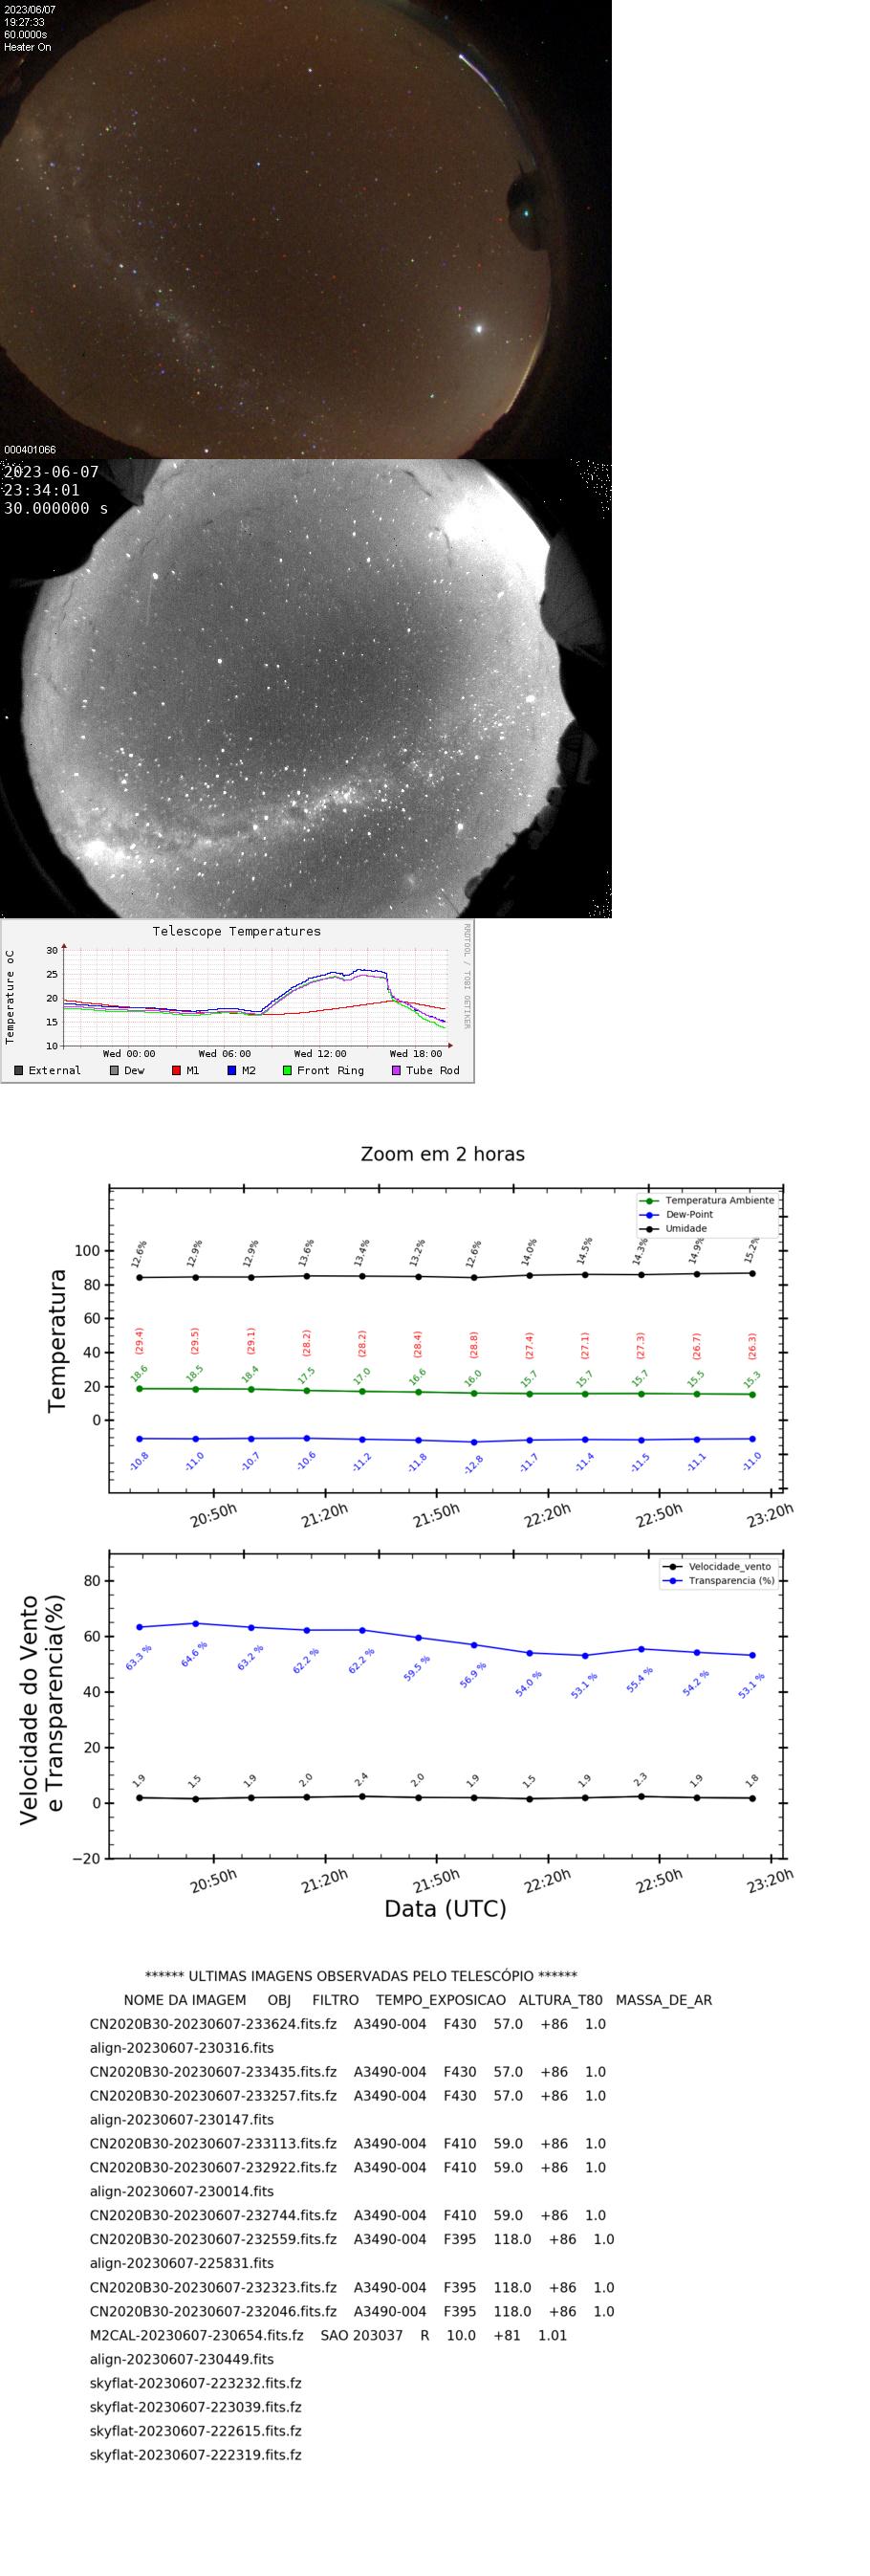 2023/06/07
19:27:33
60.0000s
Heater On
000401066
2023-06-07
23:34:01
30.000000 s
Telescope Temperatures
RRDTOOL / TOBI OETIKER
Temperature oC
30
25
20
15
10
Wed 00:00 Wed 06:00 Wed 12:00 Wed 18:00
External Dew M1 M2 Front Ring Tube Rod
Zoom em 2 horas
Temperatura Ambiente
Dew-Point
Umidade
Temperatura
100
80
60
40
20
0
12.6% 12.9% 12.9% 13.6% 13.4% 13.2% 12.6% 14.0% 14.5% 14.3% 14.9% 15.2%
(29.4) (29.5) (29.1) (28.2) (28.2) (28.4) (28.8) (27.4) (27.1) (27.3) (26.7) (26.3)
18.6 18.5 18.4 17.5 17.0 16.6 16.0 15.7 15.7 15.7 15.5 15.3
-10.8 -11.0 -10.7 -10.6 -11.2 -11.8 -12.8 -11.7 -11.4 -11.5 -11.1 -11.0
20:50h 21:20h 21:50h 22:20h 22:50h 23:20h
Velocidade_vento
Transparencia (%)
Velocidade do Vento
e Transparencia(%)
80
60
40
20
0
−20
63.3 % 64.6 % 63.2 % 62.2 % 62.2 % 59.5 % 56.9 % 54.0 % 53.1 % 55.4 % 54.2 % 53.1 %
1.9 1.5 1.9 2.0 2.4 2.0 1.9 1.5 1.9 2.3 1.9 1.8
20:50h 21:20h 21:50h 22:20h 22:50h 23:20h
Data (UTC)
****** ULTIMAS IMAGENS OBSERVADAS PELO TELESCÓPIO ******
NOME DA IMAGEM OBJ FILTRO TEMPO_EXPOSICAO ALTURA_T80 MASSA_DE_AR
CN2020B30-20230607-233624.fits.fz A3490-004 F430 57.0 +86 1.0
align-20230607-230316.fits
CN2020B30-20230607-233435.fits.fz A3490-004 F430 57.0 +86 1.0
CN2020B30-20230607-233257.fits.fz A3490-004 F430 57.0 +86 1.0
align-20230607-230147.fits
CN2020B30-20230607-233113.fits.fz A3490-004 F410 59.0 +86 1.0
CN2020B30-20230607-232922.fits.fz A3490-004 F410 59.0 +86 1.0
align-20230607-230014.fits
CN2020B30-20230607-232744.fits.fz A3490-004 F410 59.0 +86 1.0
CN2020B30-20230607-232559.fits.fz A3490-004 F395 118.0 +86 1.0
align-20230607-225831.fits
CN2020B30-20230607-232323.fits.fz A3490-004 F395 118.0 +86 1.0
CN2020B30-20230607-232046.fits.fz A3490-004 F395 118.0 +86 1.0
M2CAL-20230607-230654.fits.fz SAO 203037 R 10.0 +81 1.01
align-20230607-230449.fits
skyflat-20230607-223232.fits.fz
skyflat-20230607-223039.fits.fz
skyflat-20230607-222615.fits.fz
skyflat-20230607-222319.fits.fz